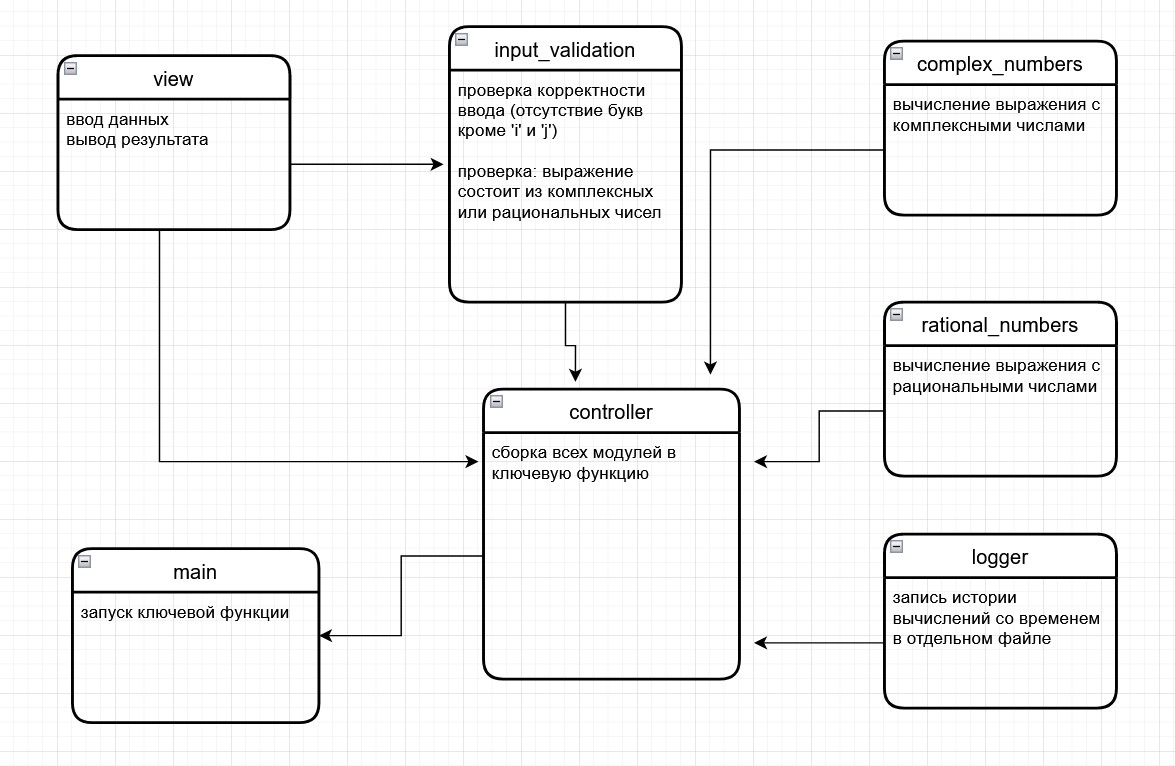 view
ввод данных
вывод результата
input_validation
проверка корректности
ввода (отсутствие букв
кроме 'i' и 'j')
проверка: выражение
состоит из комплексных
или рациональных чисел
complex_numbers
вычисление выражения с
комплексными числами
rational_numbers
вычисление выражения с
рациональными числами
controller
сборка всех модулей в
ключевую функцию
main
запуск ключевой функции
logger
запись истории
вычислений со временем
в отдельном файле